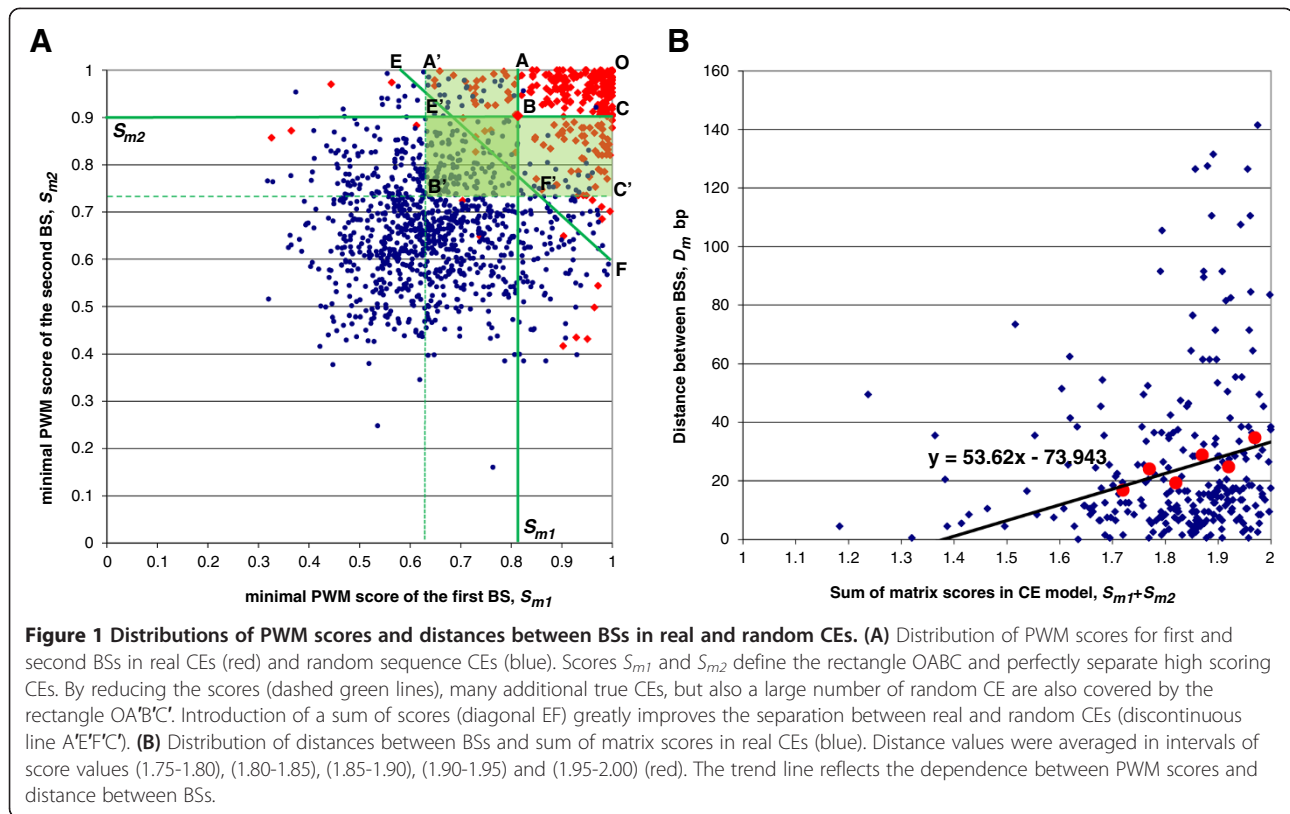 A
E A' A O
1
0.9
0.8
0.7
0.6
0.5
0.4
0.3
0.2
0.1
0
E' B C
B' F' C'
F
Sm2
Sm1
minimal PWM score of the second BS, Sm2
0 0.1 0.2 0.3 0.4 0.5 0.6 0.7 0.8 0.9 1
minimal PWM score of the first BS, Sm1
B
160
140
120
100
80
60
40
20
0
Distance between BSs, Dm bp
y = 53.62x - 73.943
1 1.1 1.2 1.3 1.4 1.5 1.6 1.7 1.8 1.9 2
Sum of matrix scores in CE model, Sm1+Sm2
Figure 1 Distributions of PWM scores and distances between BSs in real and random CEs. (A) Distribution of PWM scores for first and
second BSs in real CEs (red) and random sequence CEs (blue). Scores Sm1 and Sm2 define the rectangle OABC and perfectly separate high scoring
CEs. By reducing the scores (dashed green lines), many additional true CEs, but also a large number of random CE are also covered by the
rectangle OA'B'C'. Introduction of a sum of scores (diagonal EF) greatly improves the separation between real and random CEs (discontinuous
line A'E'F'C'). (B) Distribution of distances between BSs and sum of matrix scores in real CEs (blue). Distance values were averaged in intervals of
score values (1.75-1.80), (1.80-1.85), (1.85-1.90), (1.90-1.95) and (1.95-2.00) (red). The trend line reflects the dependence between PWM scores and
distance between BSs.